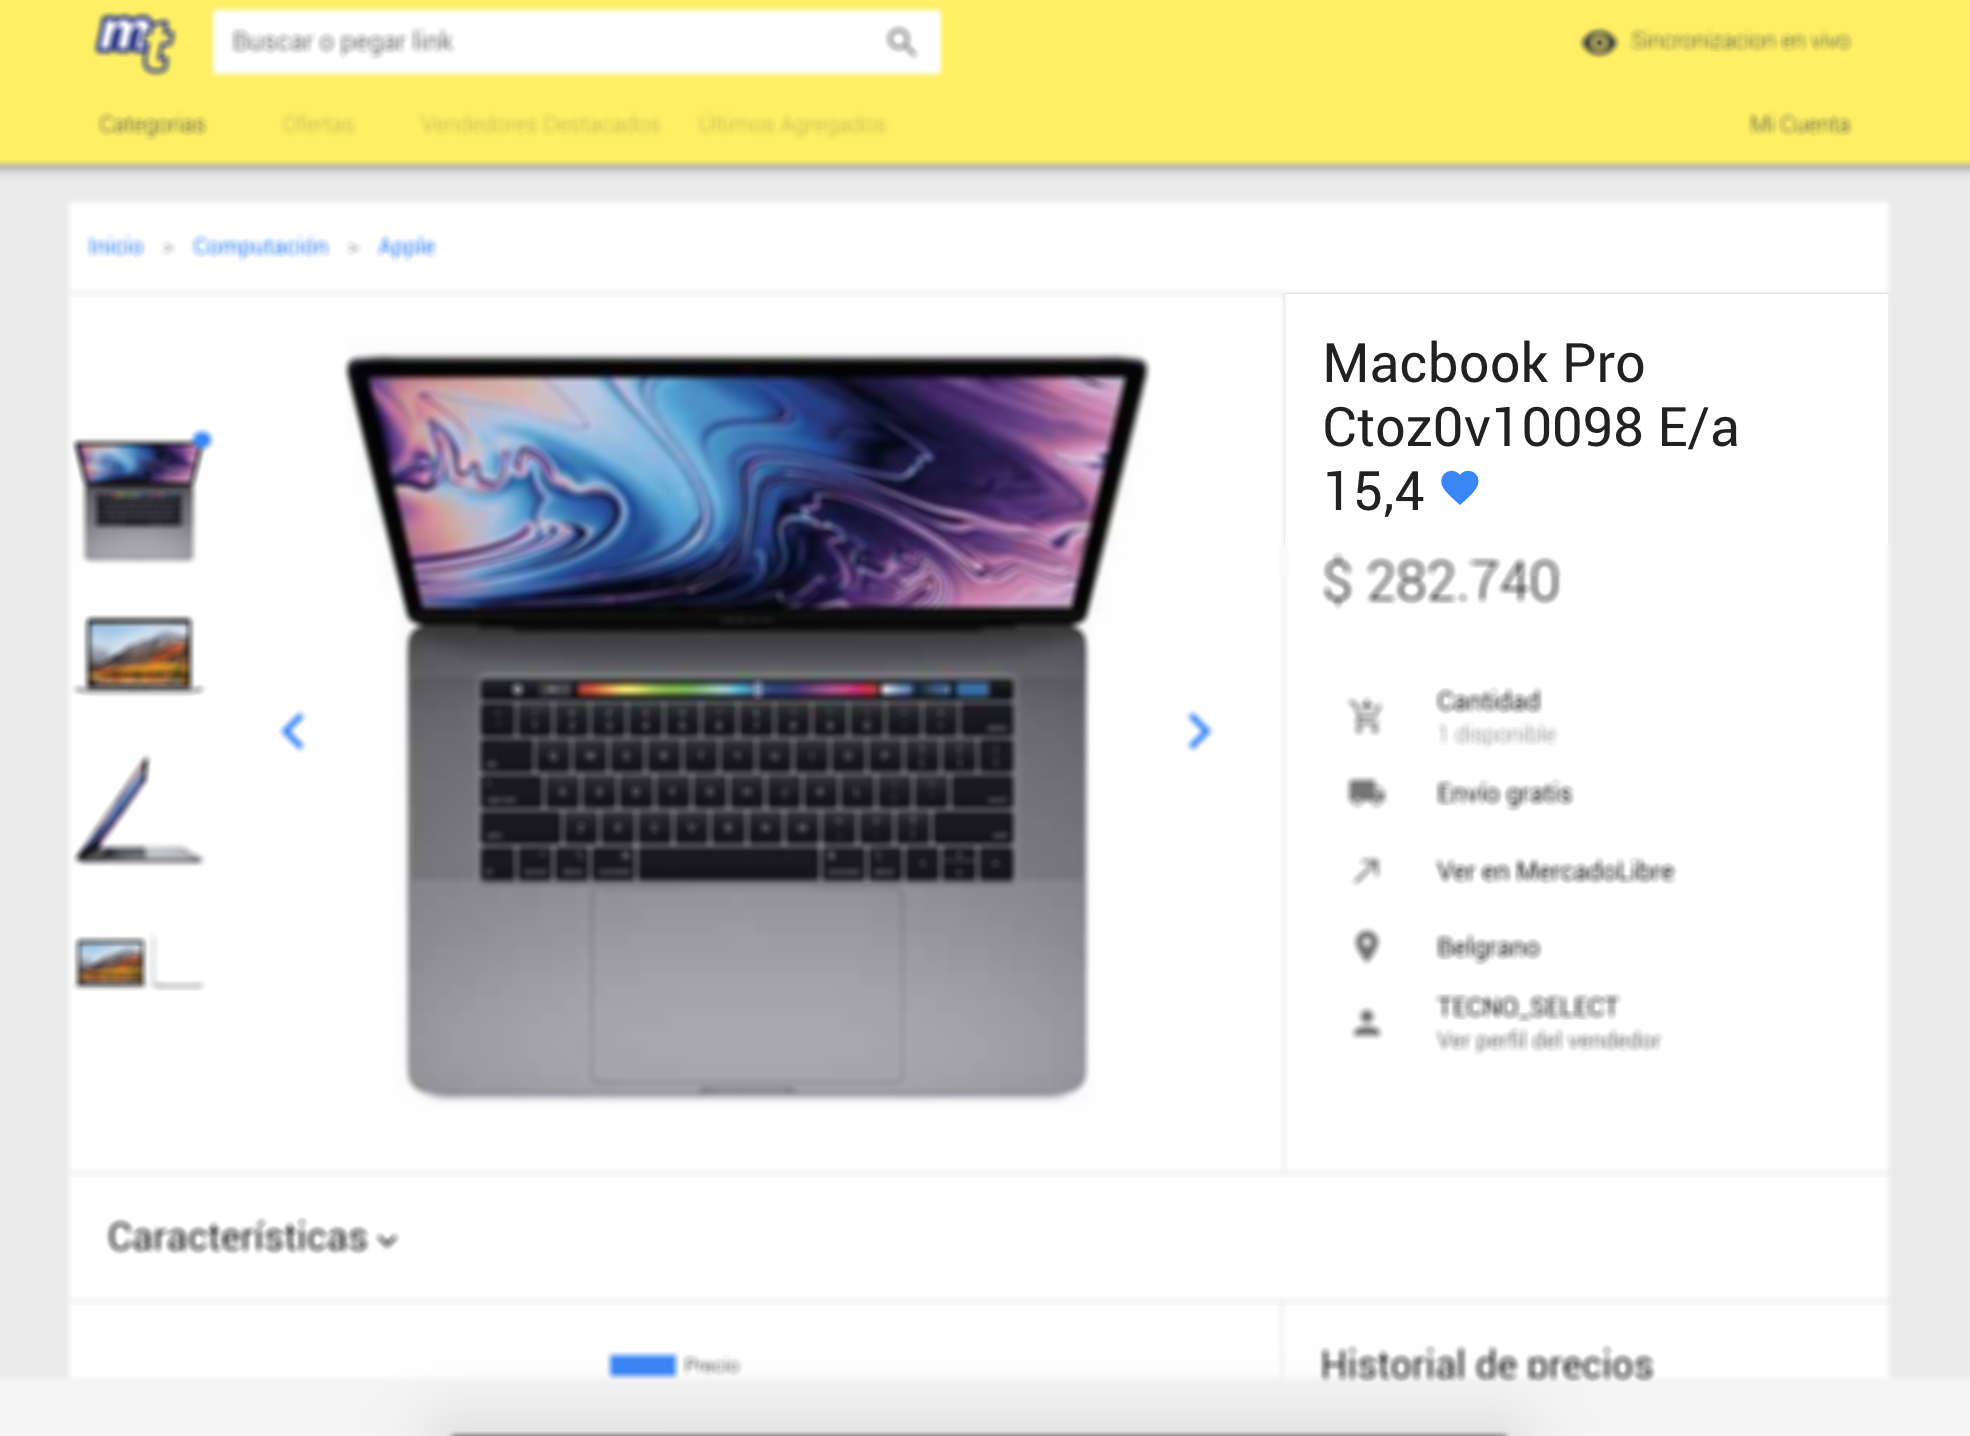 mt
Buscar o pegar link
Sincronizacion en vivo
Categorias
Ofertas
Vendedores Destacados
Últimos Agregados
Mi Cuenta
Inicio > Computación > Apple
Macbook Pro
Ctoz0v10098 E/a
15,4
$ 282.740
Cantidad
1 disponible
Envío gratis
Ver en MercadoLibre
Belgrano
TECNO_SELECT
Ver perfil del vendedor
Características
Precio
Historial de precios